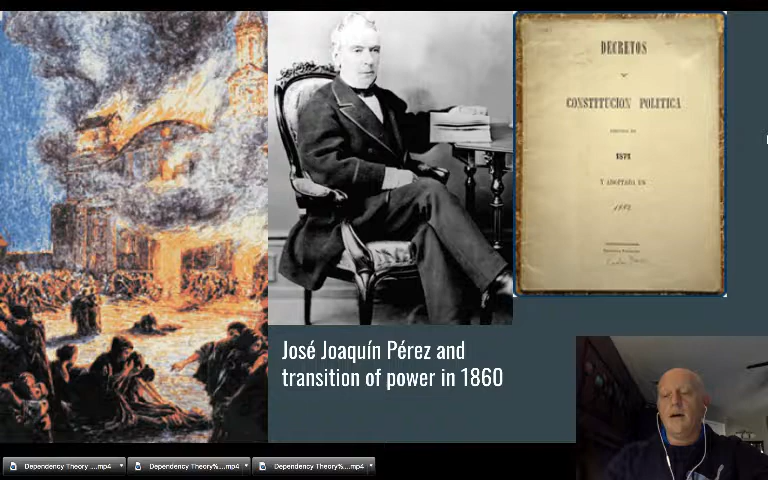 DECRETOS
Y
CONSTITUCION POLITICA
1871
Y ADOPTADA EN
José Joaquín Pérez and
transition of power in 1860
Dependency Theory ....mp4
Dependency Theory%....mp4
Dependency Theory%....mp4